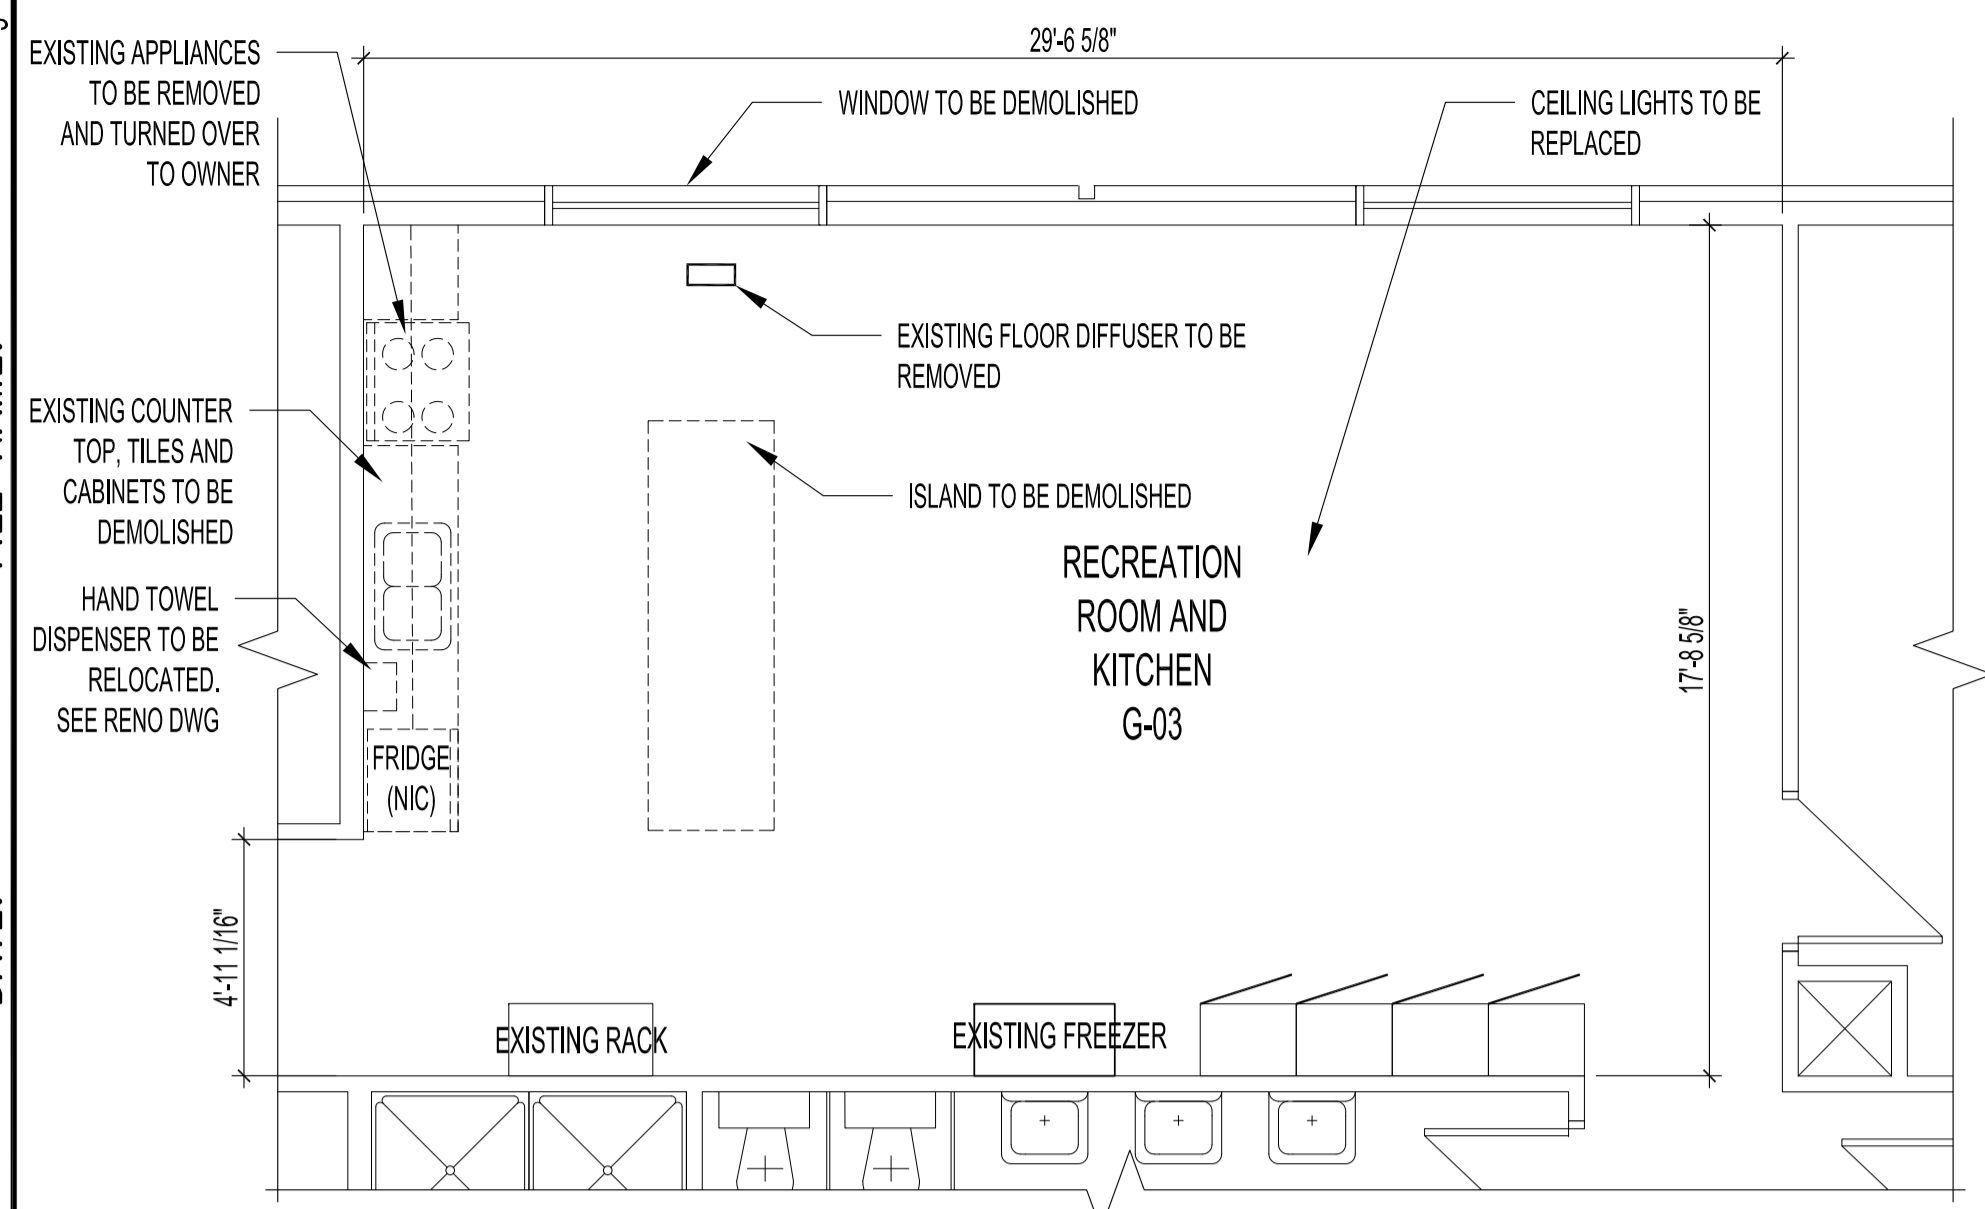 29'-6 5/8"
EXISTING APPLIANCES
TO BE REMOVED
AND TURNED OVER
TO OWNER
WINDOW TO BE DEMOLISHED
CEILING LIGHTS TO BE
REPLACED
EXISTING FLOOR DIFFUSER TO BE
REMOVED
EXISTING COUNTER
TOP, TILES AND
CABINETS TO BE
DEMOLISHED
ISLAND TO BE DEMOLISHED
RECREATION
ROOM AND
KITCHEN
G-03
HAND TOWEL
DISPENSER TO BE
RELOCATED.
SEE RENO DWG
17'-8 5/8"
FRIDGE
(NIC)
4'-11 1/16"
EXISTING RACK
EXISTING FREEZER